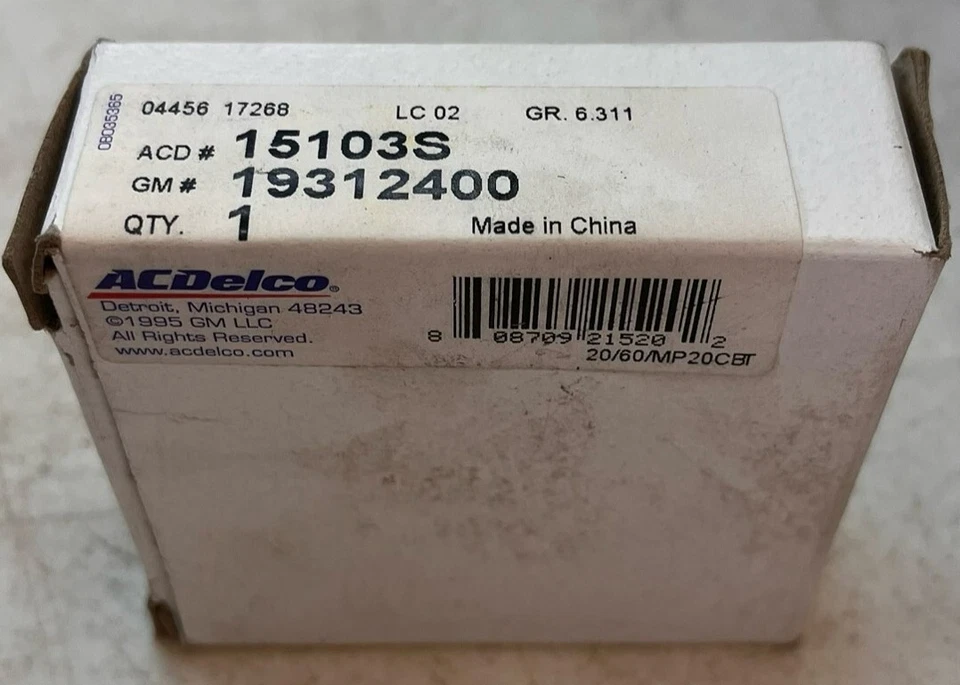 08035365
04456 17268 LC 02 GR. 6.311
ACD # 15103S
GM # 19312400
QTY. 1 Made in China
ACDelco®
Detroit, Michigan 48243
©1995 GM LLC
All Rights Reserved.
www.acdelco.com
8 08709 21520 2
20/60/MP20CBT